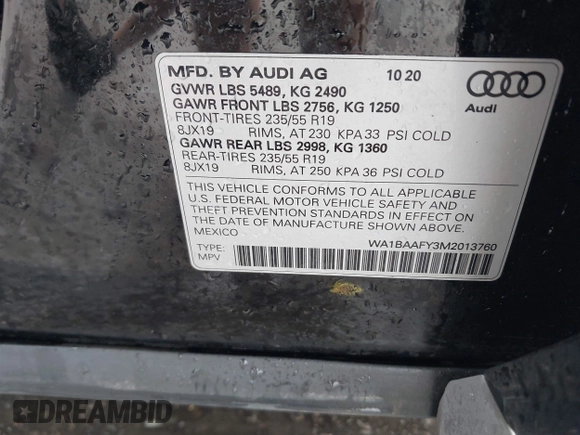 MFD. BY AUDI AG 10 20
GVWR LBS 5489, KG 2490
GAWR FRONT LBS 2756, KG 1250
FRONT-TIRES 235/55 R19
8JX19 RIMS, AT 230 KPA 33 PSI COLD
GAWR REAR LBS 2998, KG 1360
REAR-TIRES 235/55 R19
8JX19 RIMS, AT 250 KPA 36 PSI COLD
Audi
THIS VEHICLE CONFORMS TO ALL APPLICABLE
U.S. FEDERAL MOTOR VEHICLE SAFETY AND
THEFT PREVENTION STANDARDS IN EFFECT ON
THE DATE OF MANUFACTURE SHOWN ABOVE.
MEXICO
WA1BAAFY3M2013760
TYPE:
MPV
DREAMBID